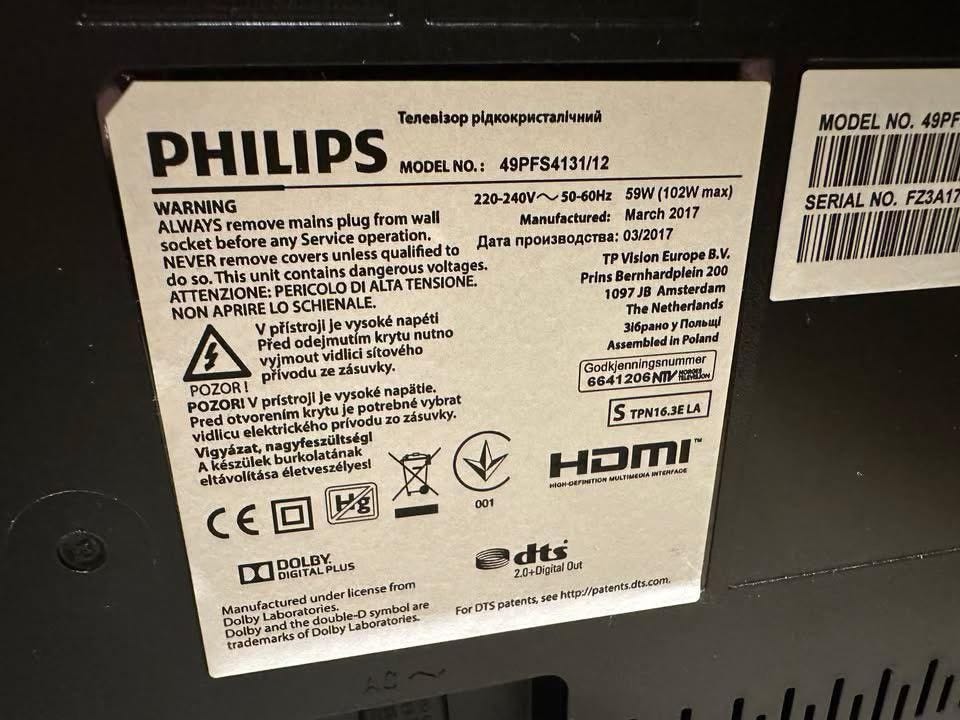 Телевізор рідкокристалічний
PHILIPS
MODEL NO.: 49PFS4131/12
220-240V～ 50-60Hz 59W (102W max)
Manufactured: March 2017
Дата производства: 03/2017
TP Vision Europe B.V.
Prins Bernhardplein 200
1097 JB Amsterdam
The Netherlands
Зібрано у Польщі
Assembled in Poland
Godkjenningsnummer
6641206 NTV NORGES TELEVISJON
S TPN16.3E LA
WARNING
ALWAYS remove mains plug from wall
socket before any Service operation.
NEVER remove covers unless qualified to
do so. This unit contains dangerous voltages.
ATTENZIONE: PERICOLO DI ALTA TENSIONE.
NON APRIRE LO SCHIENALE.
V přístroji je vysoké napětí
Před odejmutím krytu nutno
vyjmout vidlici síťového
přívodu ze zásuvky.
POZOR!
POZOR! V prístroji je vysoké napätie.
Pred otvorením krytu je potrebné vybrat
vidlicu elektrického prívodu zo zásuvky.
Vigyázat, nagyfeszültség!
A készülek burkolatának
eltávolítása életveszélyes!
Hg
001
HDMI™
HIGH-DEFINITION MULTIMEDIA INTERFACE
CE
DOLBY
DIGITAL PLUS
dts
2.0+Digital Out
Manufactured under license from
Dolby Laboratories.
Dolby and the double-D symbol are
trademarks of Dolby Laboratories.
For DTS patents, see http://patents.dts.com.
MODEL NO. 49PF
SERIAL NO. FZ3A17
AC ～